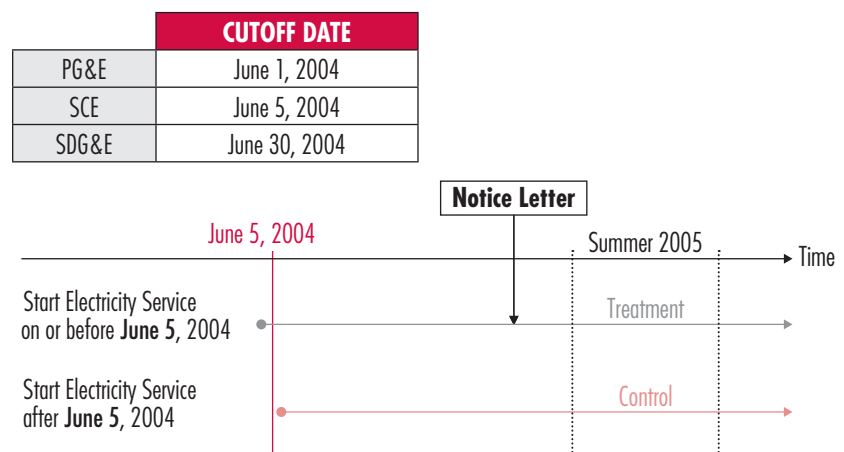 CUTOFF DATE
PG&E June 1, 2004
SCE June 5, 2004
SDG&E June 30, 2004
Notice Letter
June 5, 2004
Summer 2005
Time
Start Electricity Service
on or before June 5, 2004
Treatment
Start Electricity Service
after June 5, 2004
Control